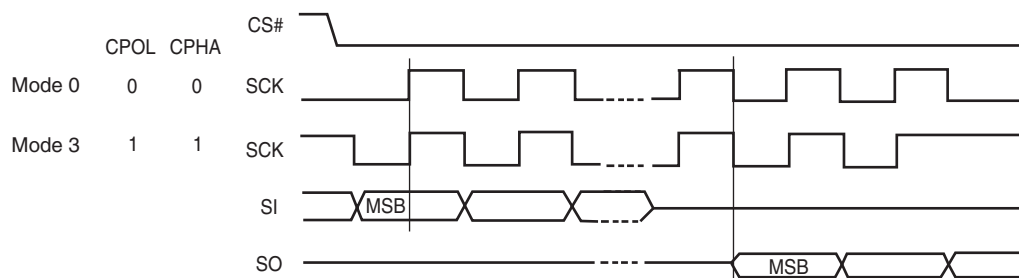 CS#
CPOL CPHA
Mode 0 0 0 SCK
Mode 3 1 1 SCK
SI MSB
SO MSB